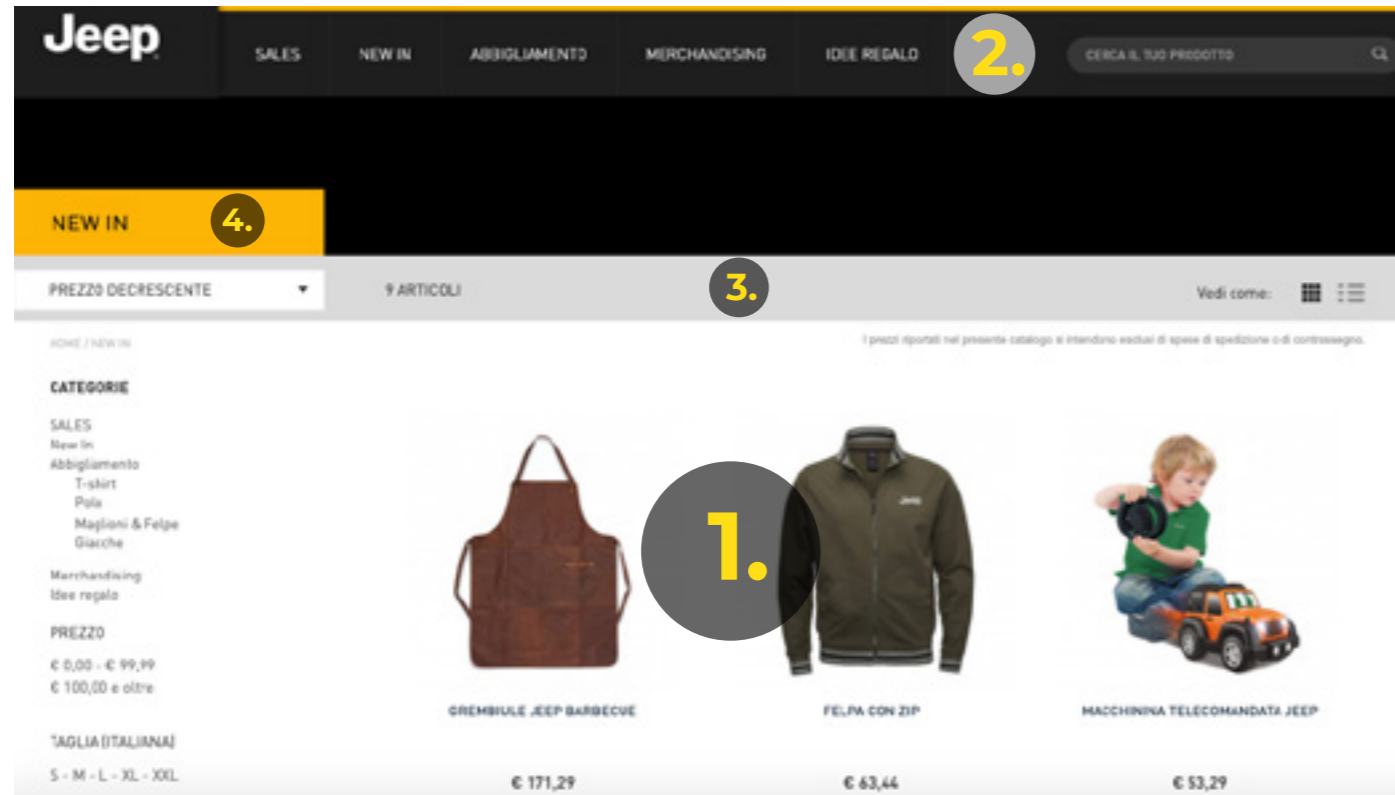 Jeep
SALES NEW IN ABBIGLIAMENTO MERCHANDISING IDEE REGALO 2. CERCA IL TUO PRODOTTO
NEW IN 4.
PREZZO DECRESCENTE 9 ARTICOLI 3. Vedi come:
HOME / NEW IN I prezzi riportati nel presente catalogo si intendono esclusi di spese di spedizione o di contrassegno.
CATEGORIE
SALES
New In
Abbigliamento
T-shirt
Polo
Maglioni & Felpe
Giacche
Merchandising
Idee regalo
PREZZO
€ 0,00 - € 99,99
€ 100,00 e oltre
TAGLIA (ITALIANA)
S - M - L - XL - XXL
1.
Jeep
GREMBIULE JEEP BARBECUE FELPA CON ZIP MACCHININA TELECOMANDATA JEEP
€ 171,29 € 63,44 € 53,29